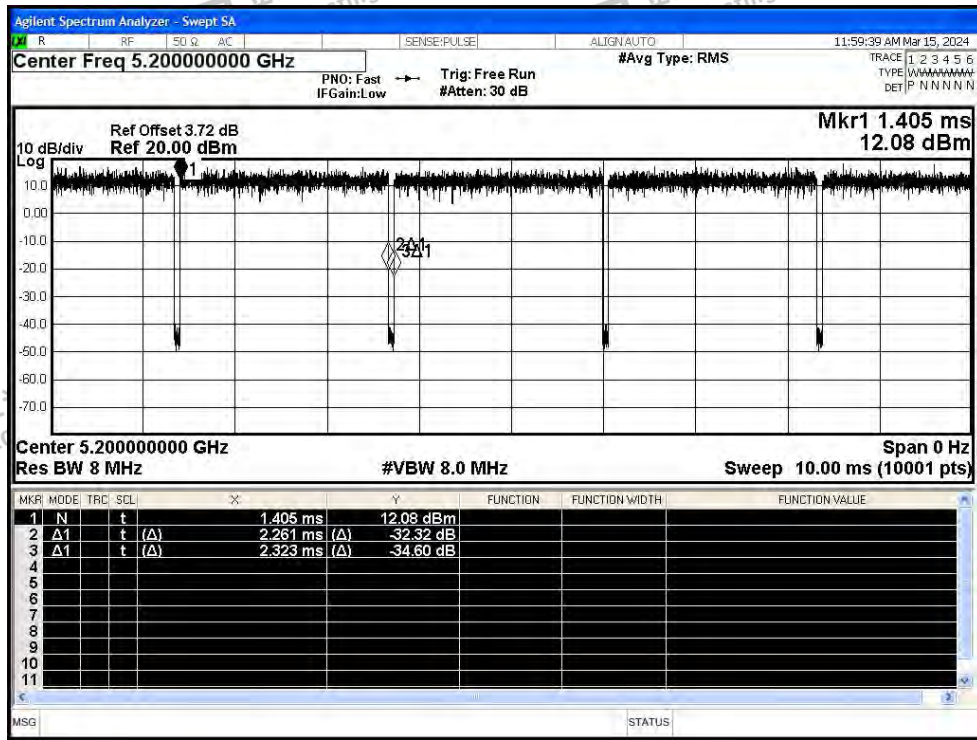 Agilent Spectrum Analyzer - Swept SA
LXI R RF 50 Ω AC SENSE:PULSE ALIGN AUTO 11:59:39 AM Mar 15, 2024
Center Freq 5.200000000 GHz #Avg Type: RMS TRACE 1 2 3 4 5 6
PNO: Fast Trig: Free Run TYPE
IFGain:Low #Atten: 30 dB DET P N N N N N
Mkr1 1.405 ms
Ref Offset 3.72 dB
10 dB/div Ref 20.00 dBm 12.08 dBm
Log
1
10.0
0.00
-10.0
2Δ1
3Δ1
-20.0
-30.0
-40.0
-50.0
-60.0
-70.0
Center 5.200000000 GHz Span 0 Hz
Res BW 8 MHz #VBW 8.0 MHz Sweep 10.00 ms (10001 pts)
MKR MODE TRC SCL X Y FUNCTION FUNCTION WIDTH FUNCTION VALUE
1 N t 1.405 ms 12.08 dBm
2 Δ1 t (Δ) 2.261 ms (Δ) -32.32 dB
3 Δ1 t (Δ) 2.323 ms (Δ) -34.60 dB
4
5
6
7
8
9
10
11
MSG STATUS